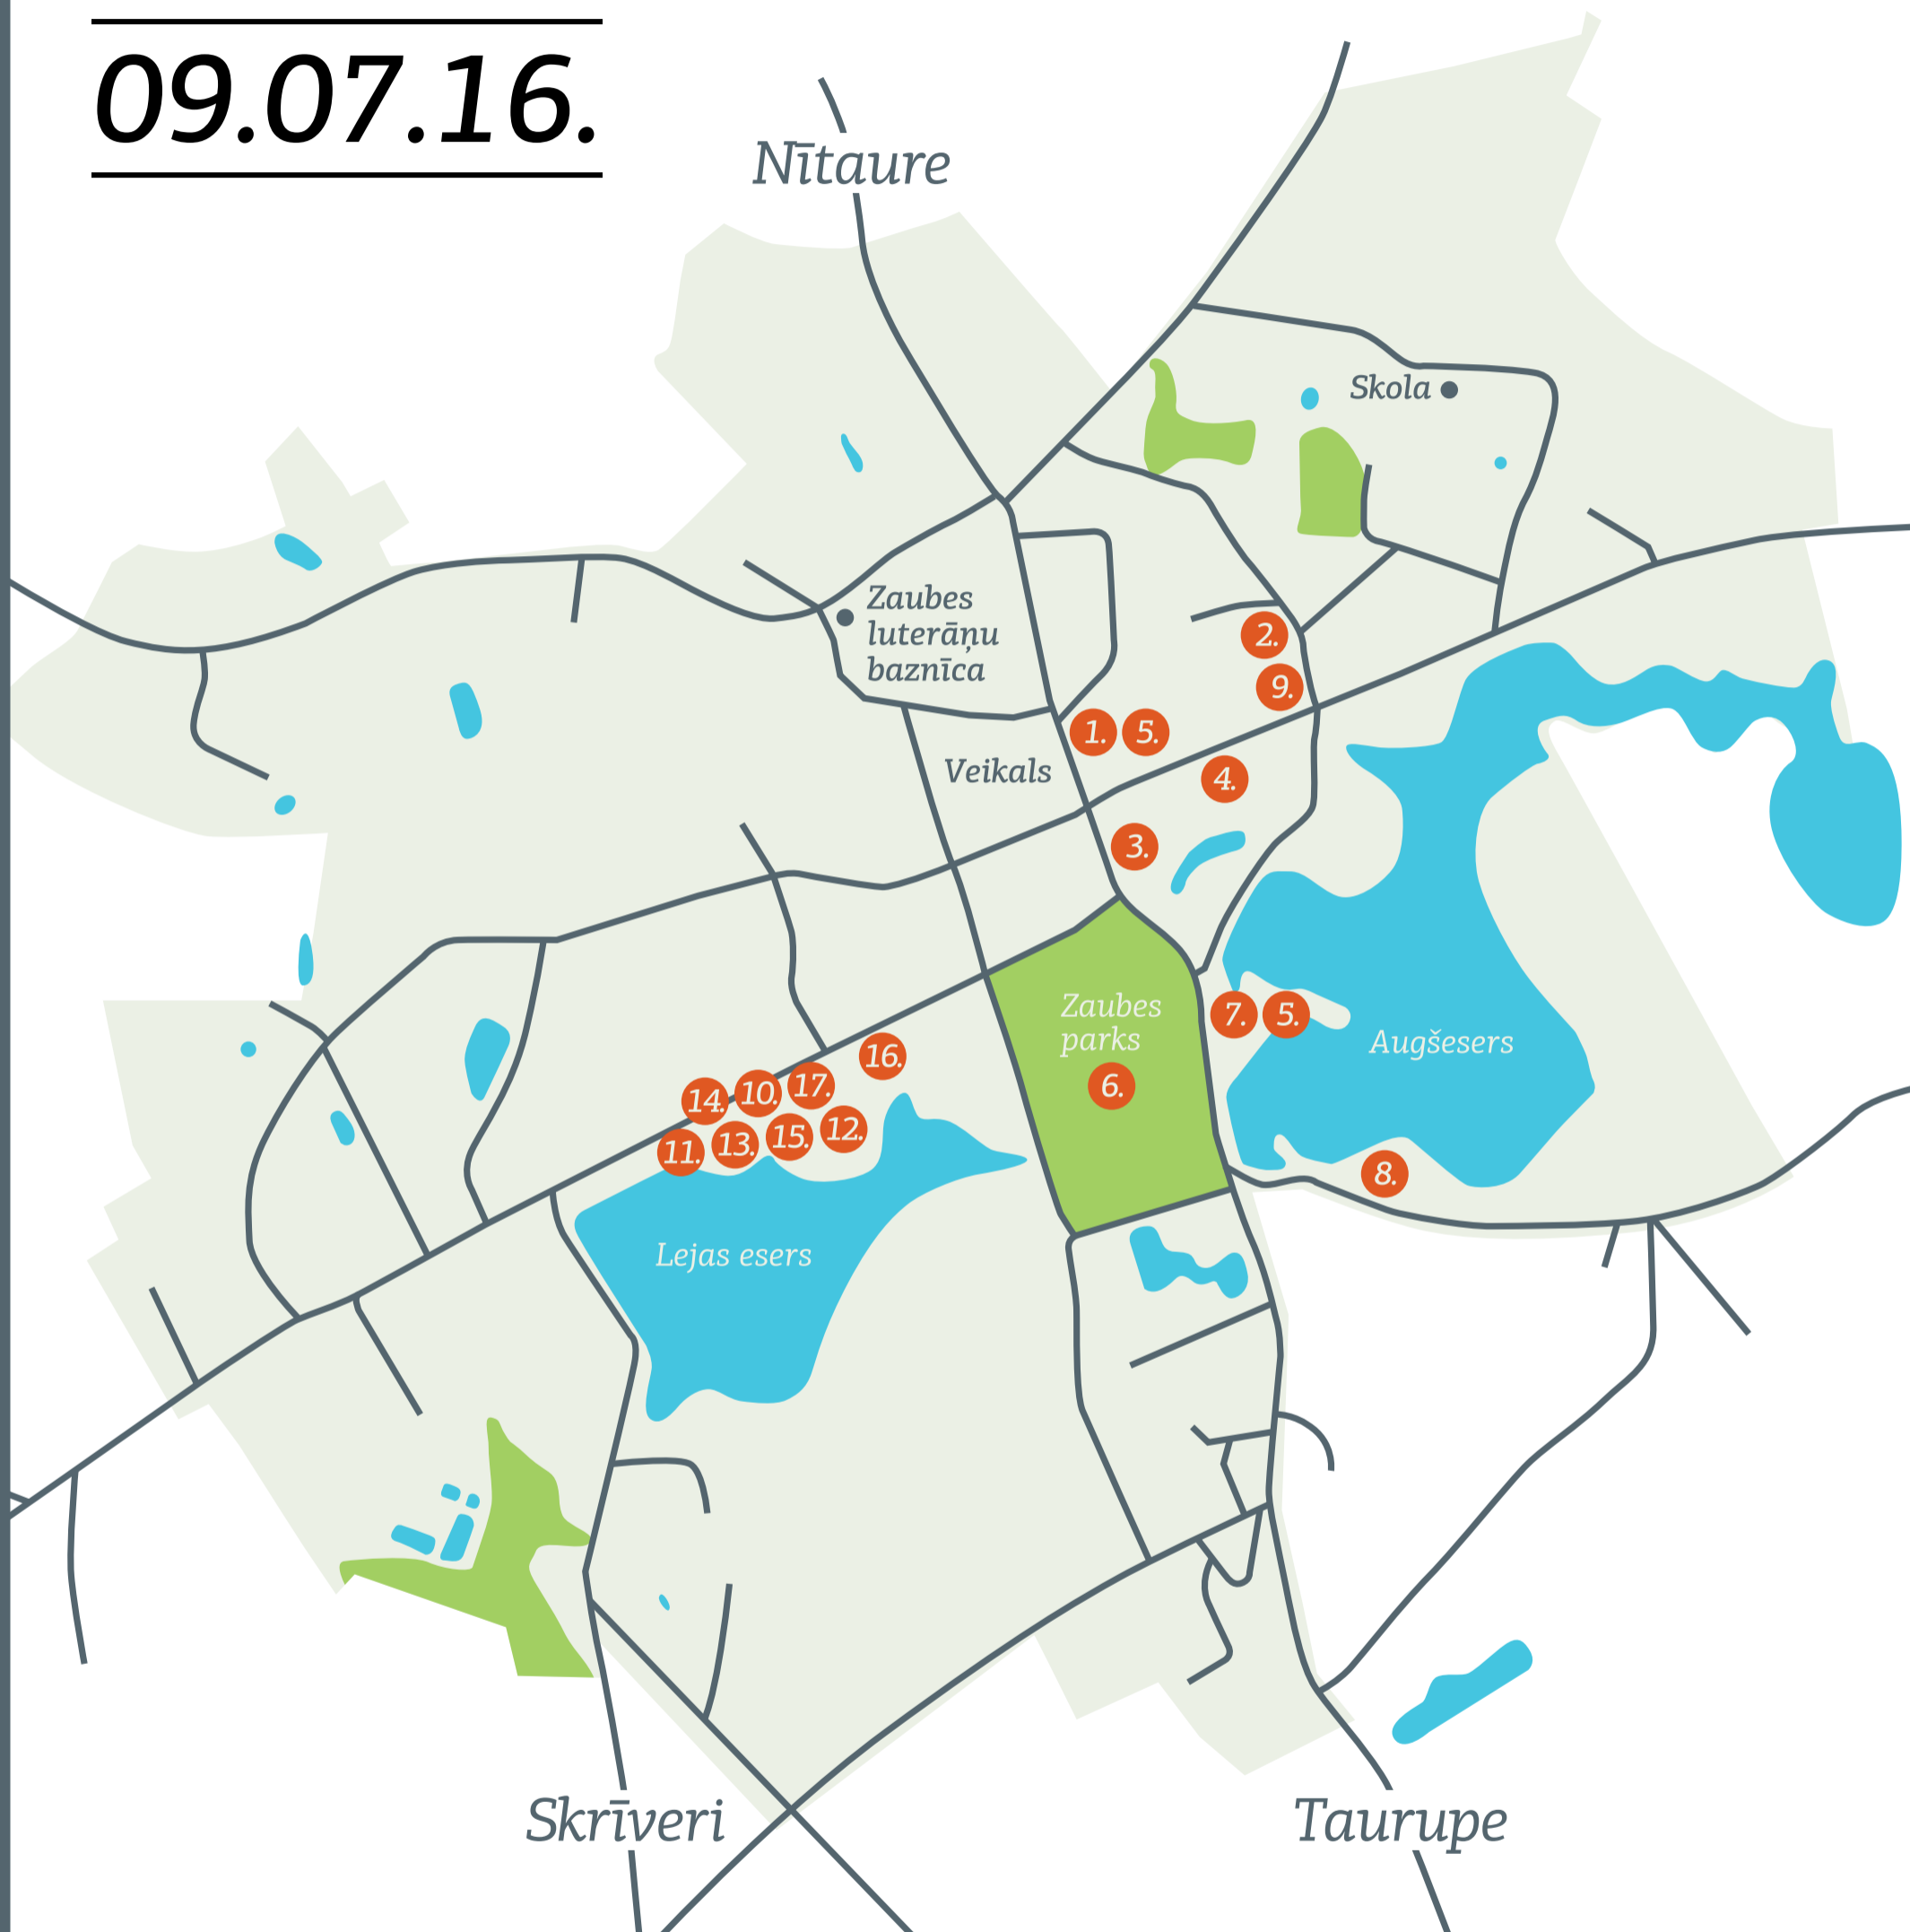 09.07.16.
Nītaure
Skola
Zaubes
luterāņu
baznīca
2.
9.
1.
5.
Veikals
4.
3.
Zaubes
parks
6.
7.
5.
Augšesers
8.
16.
14.
10.
17.
11.
13.
15.
12.
Lejas esers
Skrīveri
Taurupe